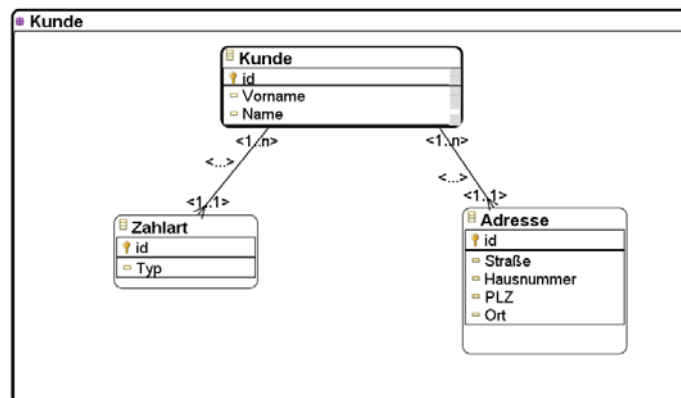 Kunde
Kunde
id
Vorname
Name
<1..n>
<1..n>
<...>
<...>
<1..1>
<1..1>
Zahlart
id
Typ
Adresse
id
Straße
Hausnummer
PLZ
Ort